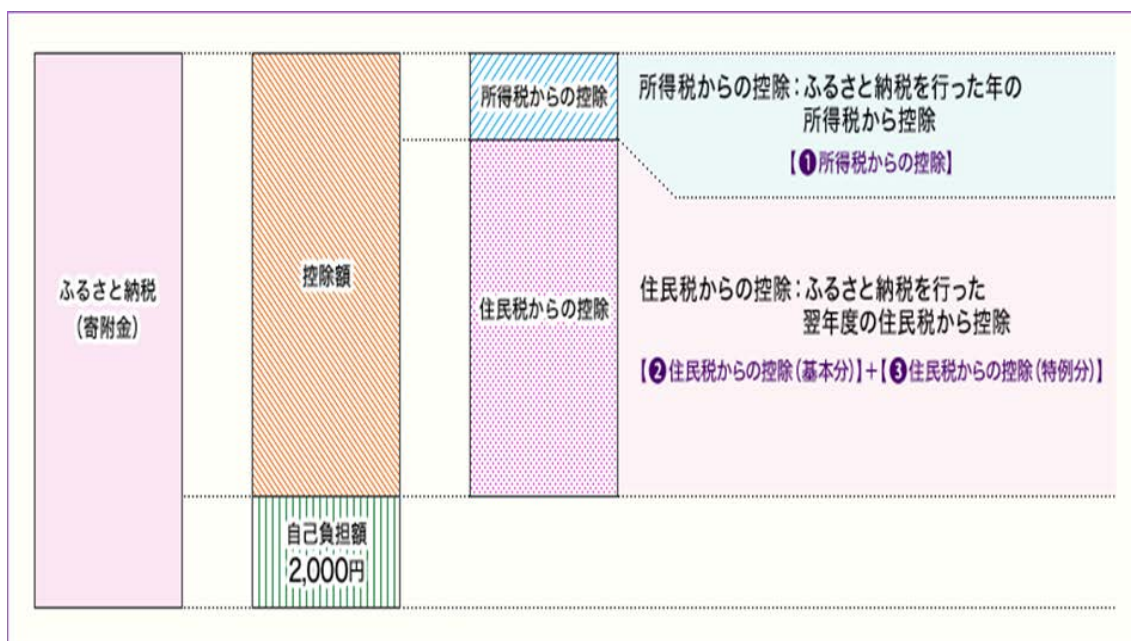 ふるさと納税
(寄附金)
控除額
自己負担額
2,000円
所得税からの控除
住民税からの控除
所得税からの控除:ふるさと納税を行った年の
所得税から控除
【❶所得税からの控除】
住民税からの控除:ふるさと納税を行った
翌年度の住民税から控除
【❷住民税からの控除(基本分)】+【❸住民税からの控除(特例分)】